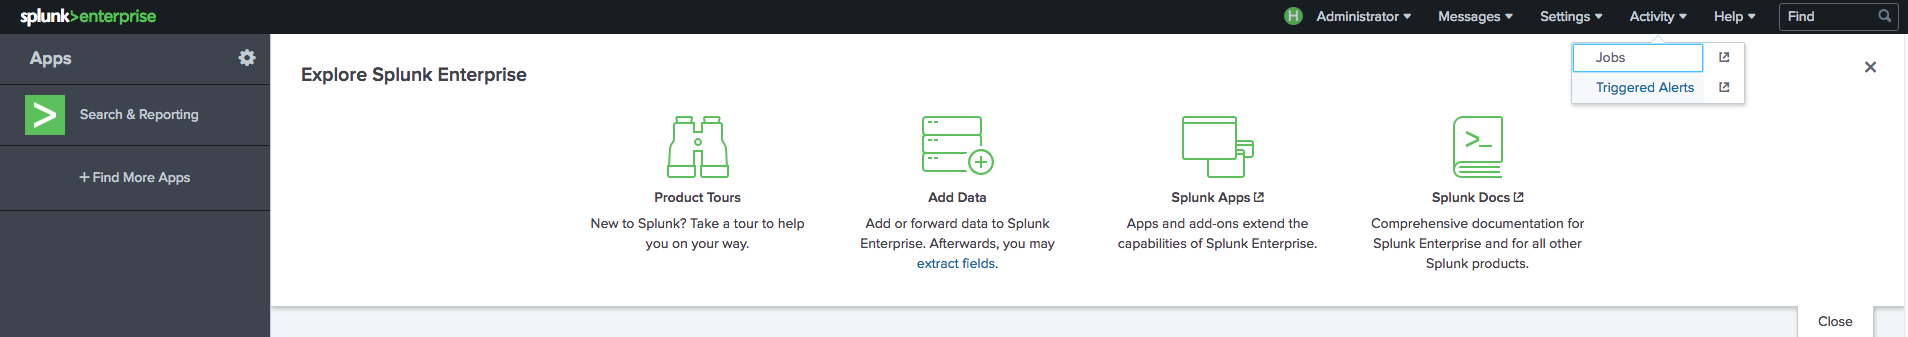 splunk>enterprise
H Administrator Messages Settings Activity Help Find
Apps
Search & Reporting
+ Find More Apps
Explore Splunk Enterprise
Jobs
Triggered Alerts
Product Tours
New to Splunk? Take a tour to help
you on your way.
Add Data
Add or forward data to Splunk
Enterprise. Afterwards, you may
extract fields.
Splunk Apps
Apps and add-ons extend the
capabilities of Splunk Enterprise.
>_
Splunk Docs
Comprehensive documentation for
Splunk Enterprise and for all other
Splunk products.
Close